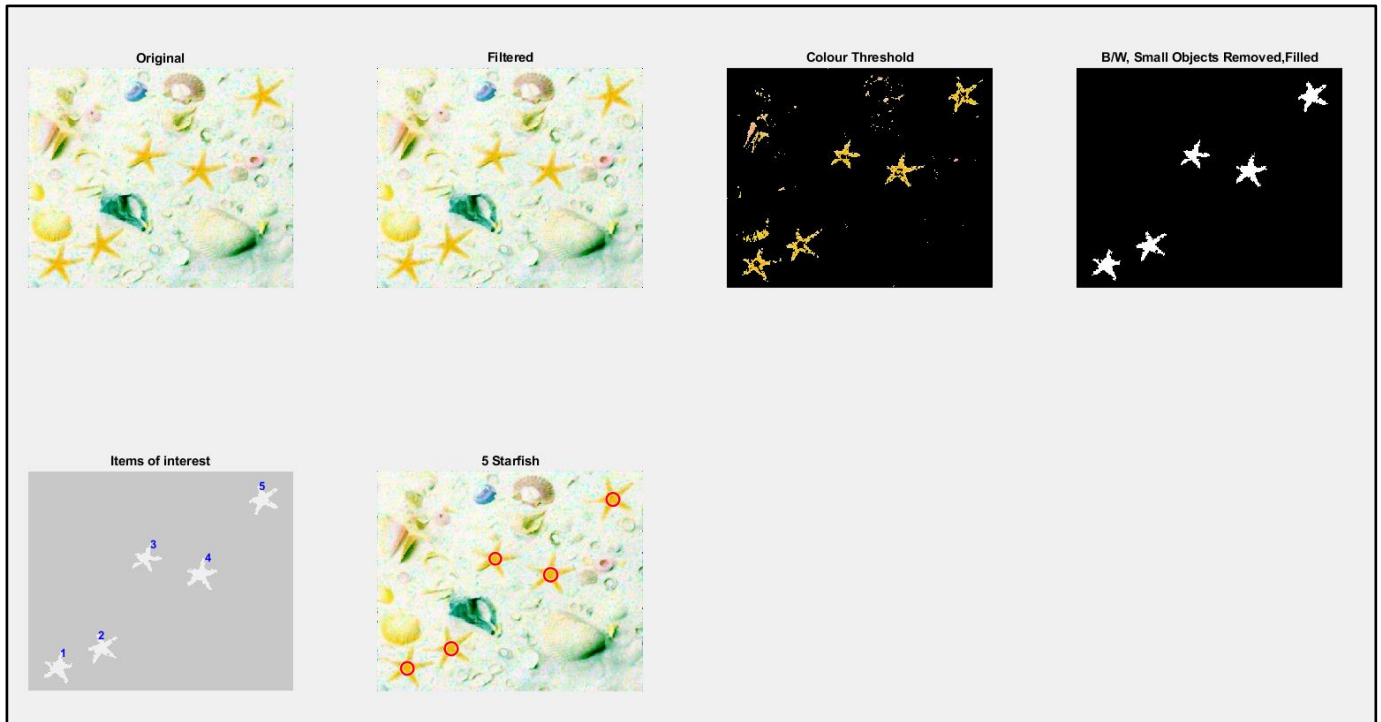 Original
Filtered
Colour Threshold
B/W, Small Objects Removed,Filled
Items of interest
5
3
4
2
1
5 Starfish